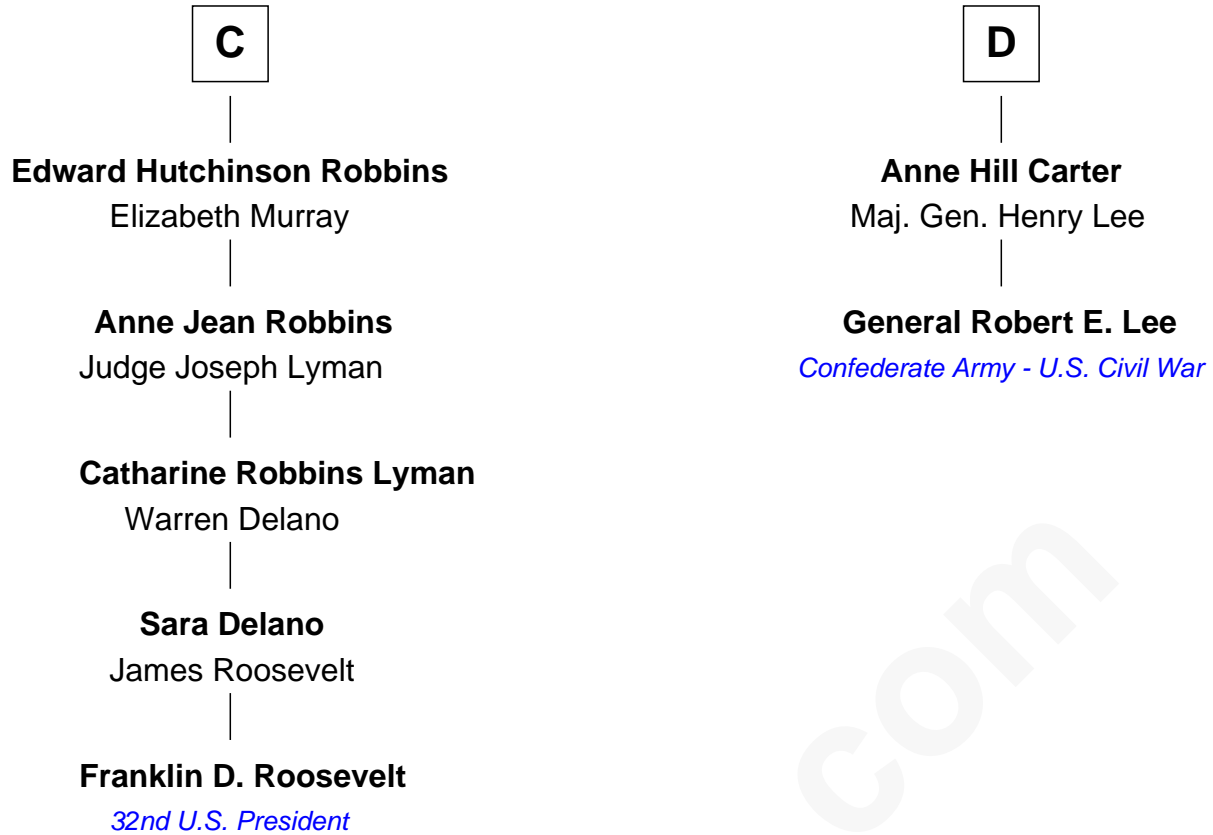 C
Edward Hutchinson Robbins
Elizabeth Murray
Anne Jean Robbins
Judge Joseph Lyman
Catharine Robbins Lyman
Warren Delano
Sara Delano
James Roosevelt
Franklin D. Roosevelt
32nd U.S. President
D
Anne Hill Carter
Maj. Gen. Henry Lee
General Robert E. Lee
Confederate Army - U.S. Civil War
com